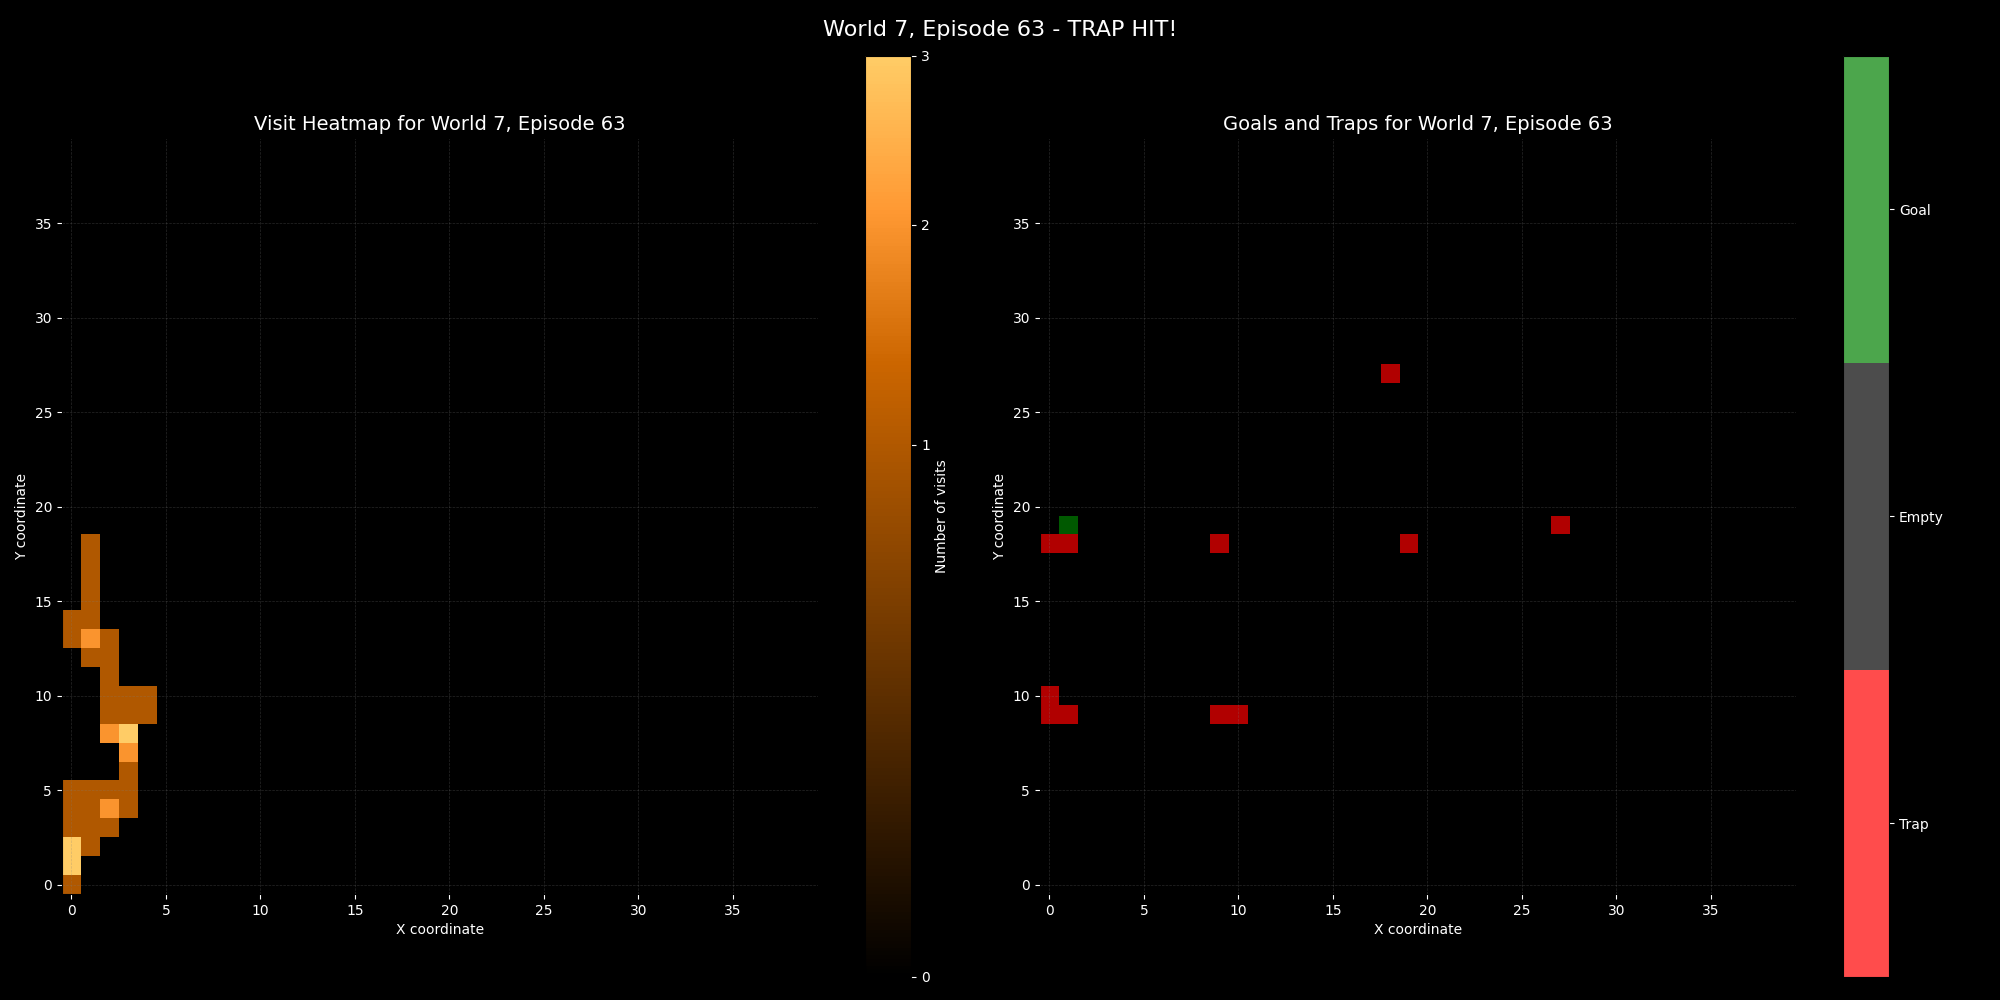 World 7, Episode 63 - TRAP HIT!
Visit Heatmap for World 7, Episode 63
Y coordinate
35
30
25
20
15
10
5
0
0 5 10 15 20 25 30 35
X coordinate
3
2
1
0
Number of visits
Goals and Traps for World 7, Episode 63
Y coordinate
35
30
25
20
15
10
5
0
0 5 10 15 20 25 30 35
X coordinate
Goal
Empty
Trap